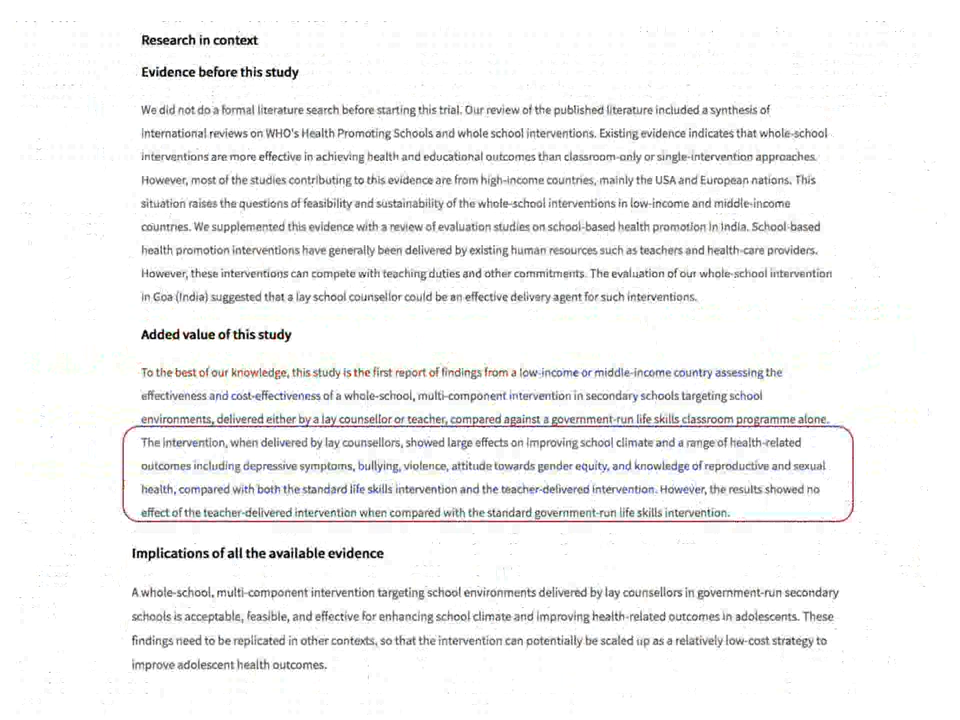 Research in context
Evidence before this study
We did not do a formal literature search before starting this trial. Our review of the published literature included a synthesis of
international reviews on WHO's Health Promoting Schools and whole school interventions. Existing evidence indicates that whole-school
interventions are more effective in achieving health and educational outcomes than classroom-only or single-intervention approaches.
However, most of the studies contributing to this evidence are from high-income countries, mainly the USA and European nations. This
situation raises the questions of feasibility and sustainability of the whole-school interventions in low-income and middle-income
countries. We supplemented this evidence with a review of evaluation studies on school-based health promotion in India. School-based
health promotion interventions have generally been delivered by existing human resources such as teachers and health-care providers.
However, these interventions can compete with teaching duties and other commitments. The evaluation of our whole-school intervention
in Goa (India) suggested that a lay school counsellor could be an effective delivery agent for such interventions.
Added value of this study
To the best of our knowledge, this study is the first report of findings from a low-income or middle-income country assessing the
effectiveness and cost-effectiveness of a whole-school, multi-component intervention in secondary schools targeting school
environments, delivered either by a lay counsellor or teacher, compared against a government-run life skills classroom programme alone.
The intervention, when delivered by lay counsellors, showed large effects on improving school climate and a range of health-related
outcomes including depressive symptoms, bullying, violence, attitude towards gender equity, and knowledge of reproductive and sexual
health, compared with both the standard life skills intervention and the teacher-delivered intervention. However, the results showed no
effect of the teacher-delivered intervention when compared with the standard government-run life skills intervention.
Implications of all the available evidence
A whole-school, multi-component intervention targeting school environments delivered by lay counsellors in government-run secondary
schools is acceptable, feasible, and effective for enhancing school climate and improving health-related outcomes in adolescents. These
findings need to be replicated in other contexts, so that the intervention can potentially be scaled up as a relatively low-cost strategy to
improve adolescent health outcomes.